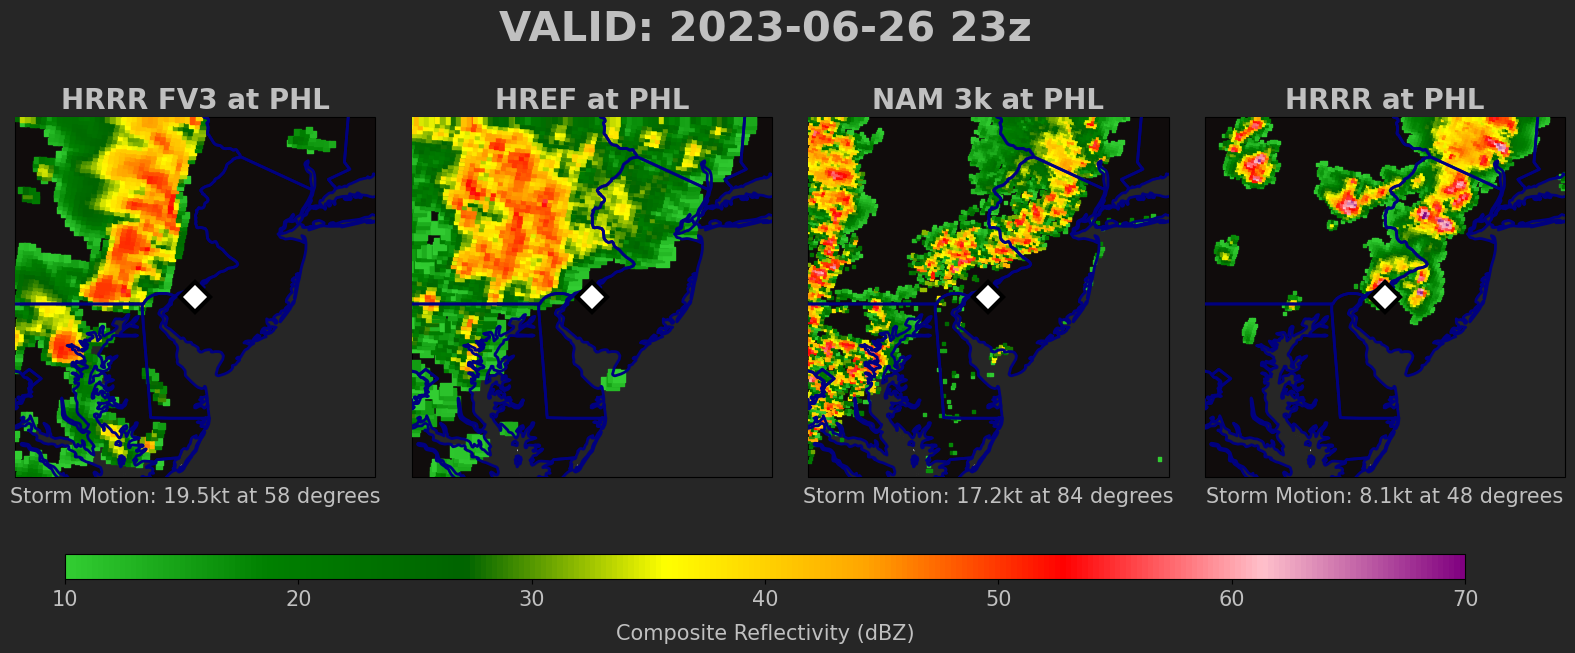 VALID: 2023-06-26 23z
HRRR FV3 at PHL
HREF at PHL
NAM 3k at PHL
HRRR at PHL
Storm Motion: 19.5kt at 58 degrees
Storm Motion: 17.2kt at 84 degrees
Storm Motion: 8.1kt at 48 degrees
10 20 30 40 50 60 70
Composite Reflectivity (dBZ)